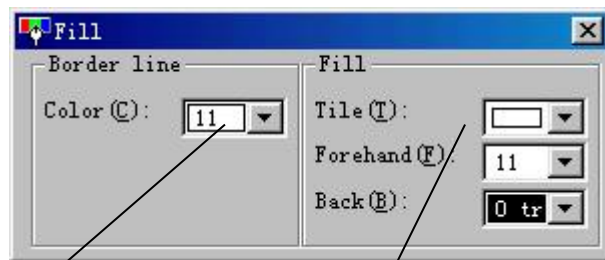 Fill
Border line
Color(C):
11
Fill
Tile(T):
Forehand(F):
11
Back(B):
0 tr